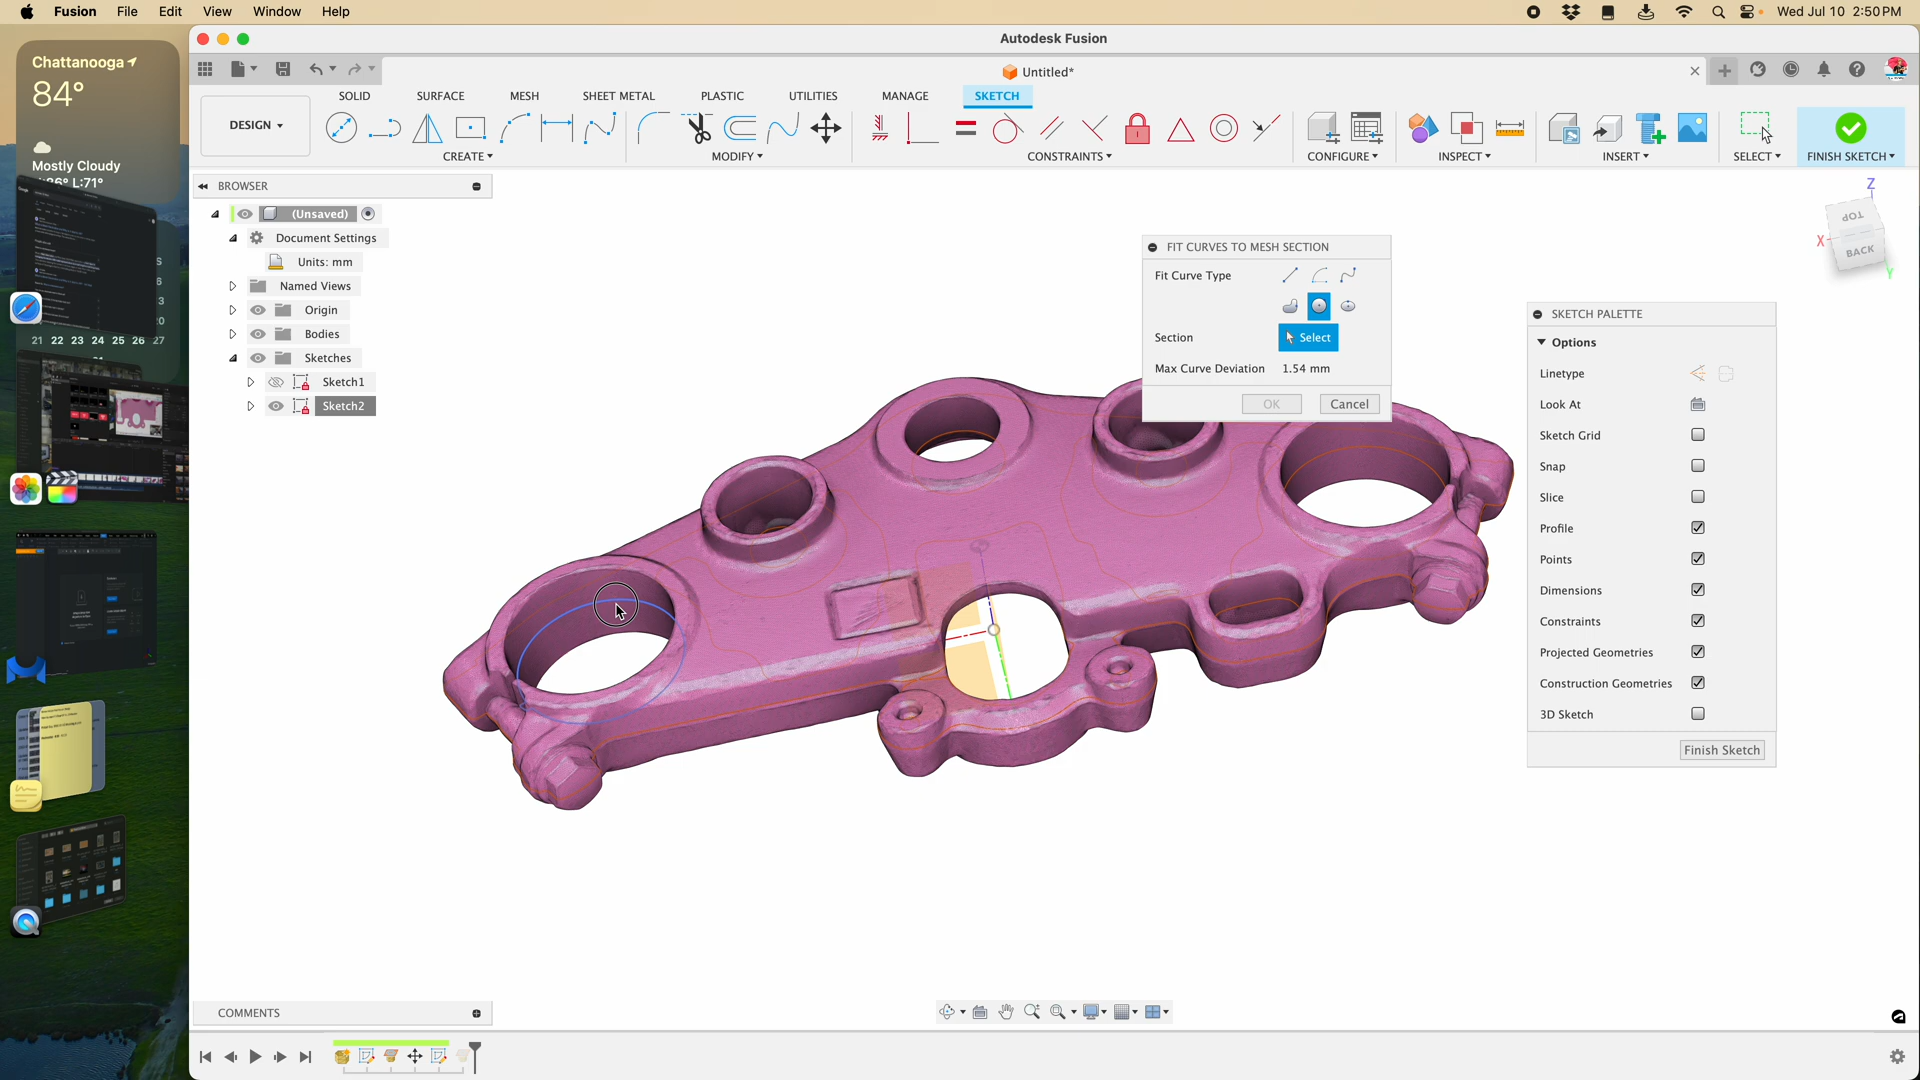 Fusion File Edit View Window Help
Wed Jul 10 2:50 PM
Autodesk Fusion
Chattanooga
84°
Mostly Cloudy
L:71°
21 22 23 24 25 26 27
Untitled*
DESIGN
SOLID SURFACE MESH SHEET METAL PLASTIC UTILITIES MANAGE SKETCH
CREATE MODIFY CONSTRAINTS CONFIGURE INSPECT INSERT SELECT FINISH SKETCH
BROWSER
(Unsaved)
Document Settings
Units: mm
Named Views
Origin
Bodies
Sketches
Sketch1
Sketch2
FIT CURVES TO MESH SECTION
Fit Curve Type
Section Select
Max Curve Deviation 1.54 mm
OK Cancel
Z
TOP
X
BACK
Y
SKETCH PALETTE
Options
Linetype
Look At
Sketch Grid
Snap
Slice
Profile
Points
Dimensions
Constraints
Projected Geometries
Construction Geometries
3D Sketch
Finish Sketch
COMMENTS